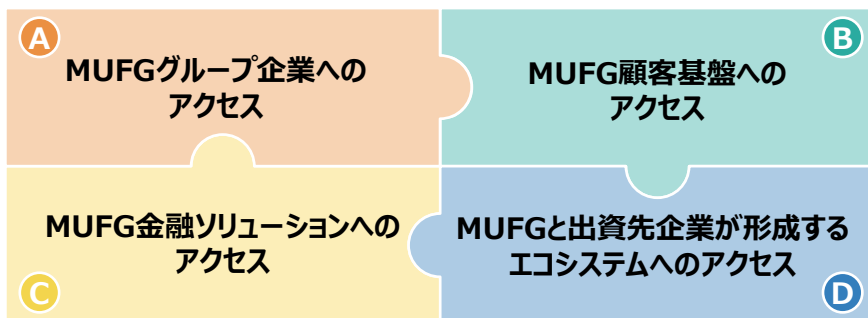 A
MUFGグループ企業への
アクセス
B
MUFG顧客基盤への
アクセス
MUFG金融ソリューションへの
アクセス
C
MUFGと出資先企業が形成する
エコシステムへのアクセス
D